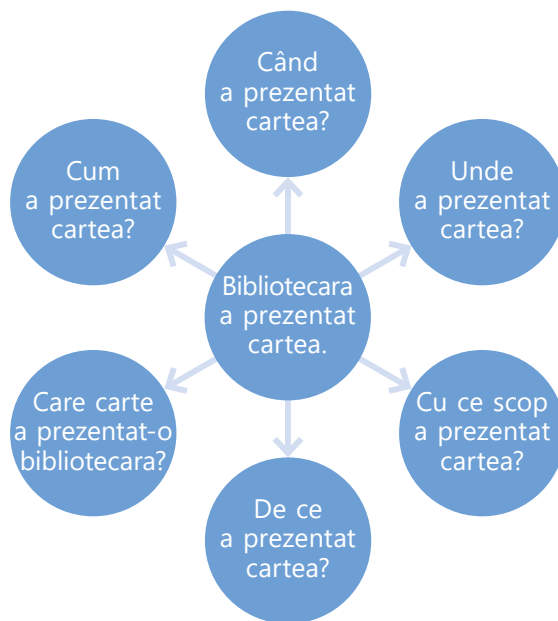 Când
a prezentat
cartea?
Cum
a prezentat
cartea?
Unde
a prezentat
cartea?
Bibliotecara
a prezentat
cartea.
Care carte
a prezentat-o
bibliotecara?
Cu ce scop
a prezentat
cartea?
De ce
a prezentat
cartea?